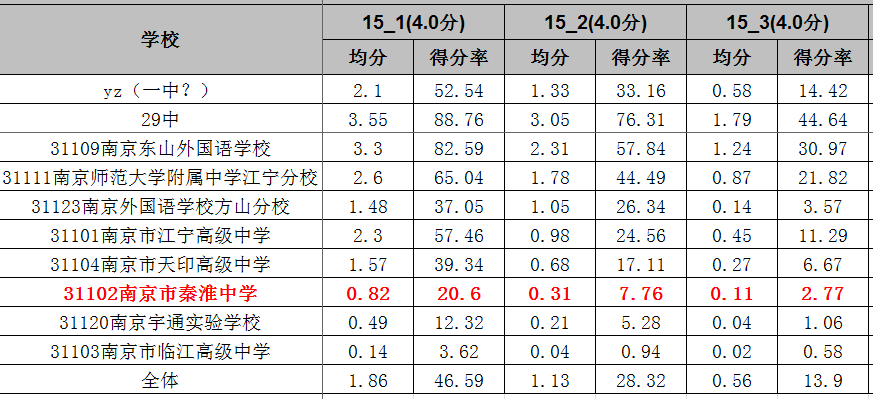 学校 15_1(4.0分) 15_2(4.0分) 15_3(4.0分)
均分 得分率 均分 得分率 均分 得分率
yz（一中？） 2.1 52.54 1.33 33.16 0.58 14.42
29中 3.55 88.76 3.05 76.31 1.79 44.64
31109南京东山外国语学校 3.3 82.59 2.31 57.84 1.24 30.97
31111南京师范大学附属中学江宁分校 2.6 65.04 1.78 44.49 0.87 21.82
31123南京外国语学校方山分校 1.48 37.05 1.05 26.34 0.14 3.57
31101南京市江宁高级中学 2.3 57.46 0.98 24.56 0.45 11.29
31104南京市天印高级中学 1.57 39.34 0.68 17.11 0.27 6.67
31102南京市秦淮中学 0.82 20.6 0.31 7.76 0.11 2.77
31120南京宇通实验学校 0.49 12.32 0.21 5.28 0.04 1.06
31103南京市临江高级中学 0.14 3.62 0.04 0.94 0.02 0.58
全体 1.86 46.59 1.13 28.32 0.56 13.9